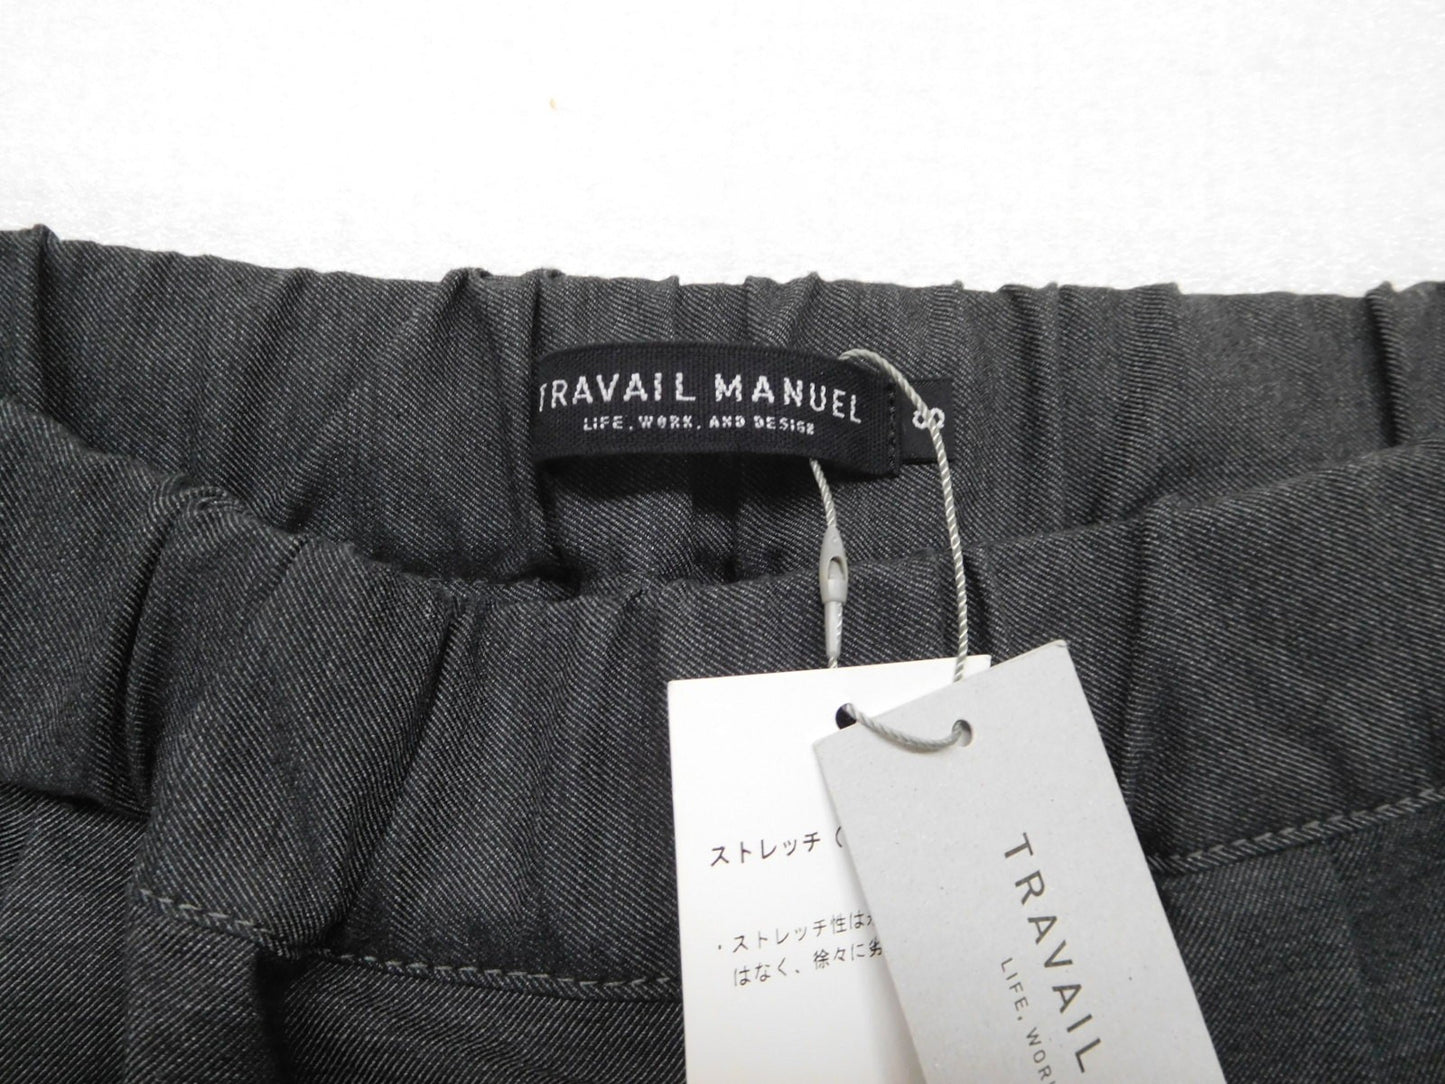 TRAVAIL MANUEL
LIFE, WORK, AND DESIGN
ストレッチ（
・ストレッチ性は
はなく、徐々に劣
TRAVAIL
LIFE, WOR